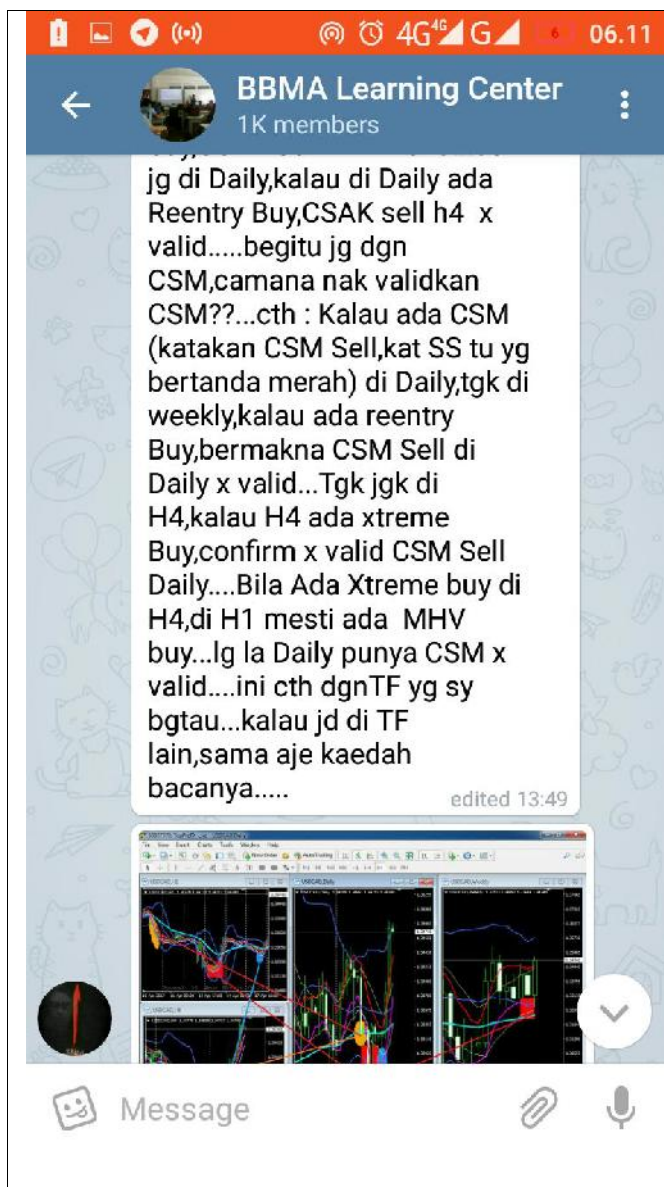 4G 4G G 6 06.11
BBMA Learning Center
1K members
jg di Daily,kalau di Daily ada
Reentry Buy,CSAK sell h4 x
valid.....begitu jg dgn
CSM,camana nak validkan
CSM??...cth : Kalau ada CSM
(katakan CSM Sell,kat SS tu yg
bertanda merah) di Daily,tgk di
weekly,kalau ada reentry
Buy,bermakna CSM Sell di
Daily x valid...Tgk jgk di
H4,kalau H4 ada xtreme
Buy,confirm x valid CSM Sell
Daily....Bila Ada Xtreme buy di
H4,di H1 mesti ada MHV
buy...lg la Daily punya CSM x
valid....ini cth dgnTF yg sy
bgtau...kalau jd di TF
lain,sama aje kaedah
bacanya.....
edited 13:49
Message